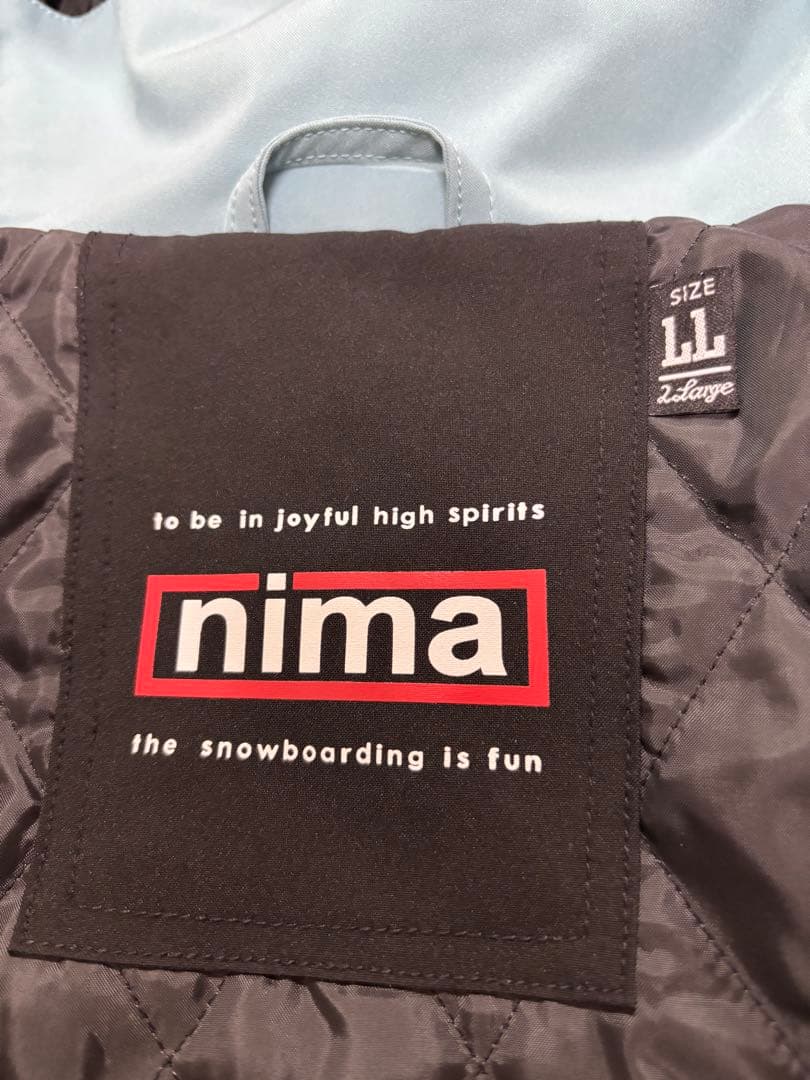 SIZE
LL
2Large
to be in joyful high spirits
nima
the snowboarding is fun